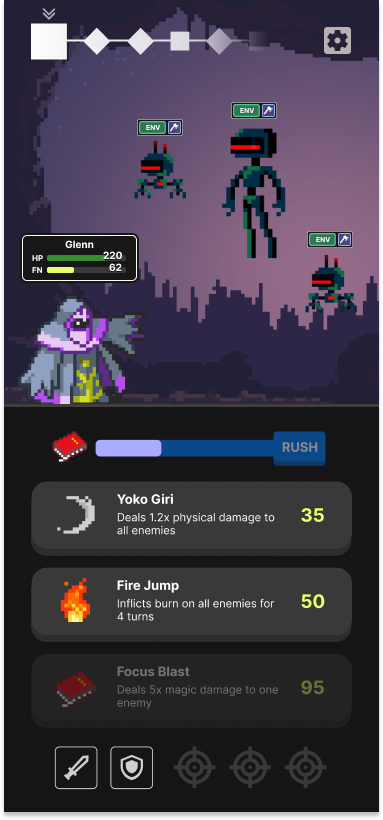 ENV
ENV
ENV
Glenn
HP 220
FN 62
RUSH
Yoko Giri
Deals 1.2x physical damage to
all enemies
35
Fire Jump
Inflicts burn on all enemies for
4 turns
50
Focus Blast
Deals 5x magic damage to one
enemy
95